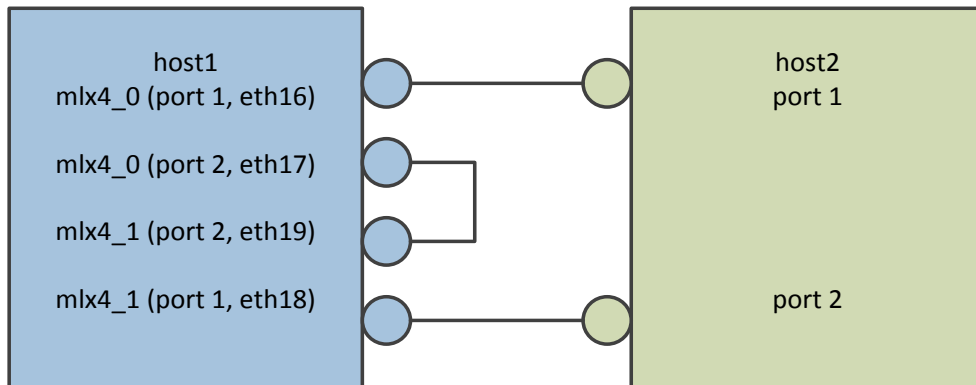 host1
mlx4_0 (port 1, eth16)
mlx4_0 (port 2, eth17)
mlx4_1 (port 2, eth19)
mlx4_1 (port 1, eth18)
host2
port 1
port 2